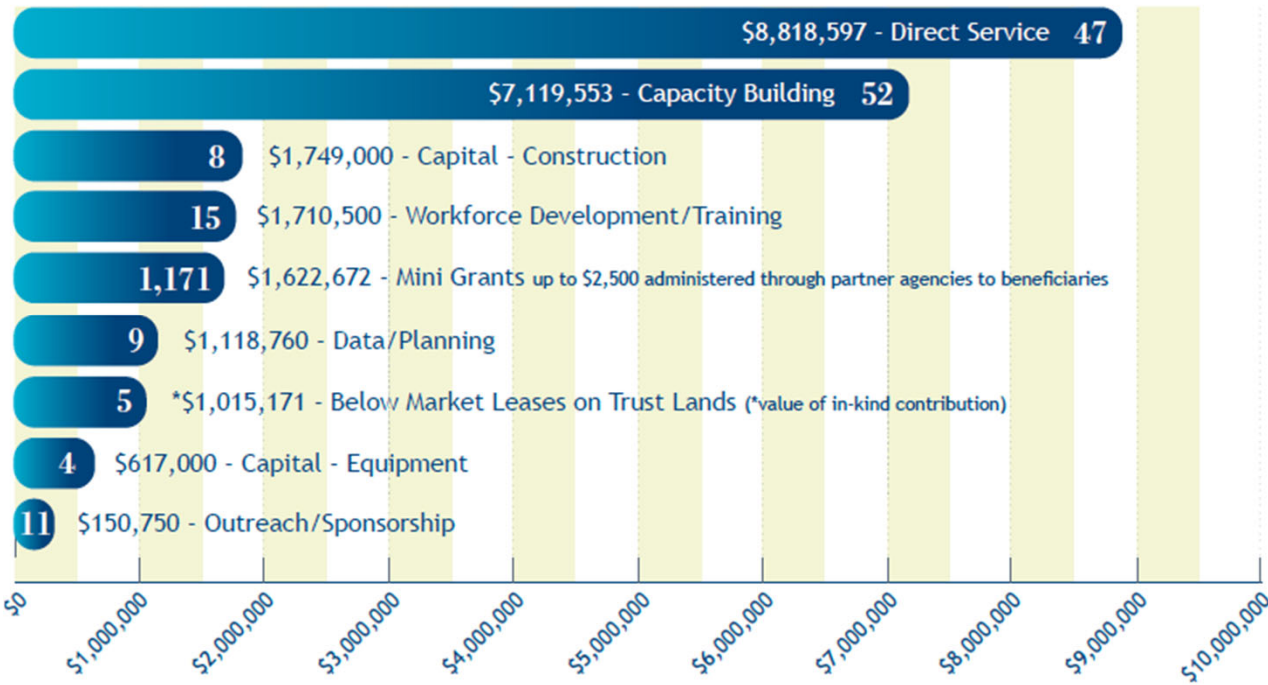 $8,818,597 - Direct Service 47
$7,119,553 - Capacity Building 52
8 $1,749,000 - Capital - Construction
15 $1,710,500 - Workforce Development/Training
1,171 $1,622,672 - Mini Grants up to $2,500 administered through partner agencies to beneficiaries
9 $1,118,760 - Data/Planning
5 *$1,015,171 - Below Market Leases on Trust Lands (*value of in-kind contribution)
4 $617,000 - Capital - Equipment
11 $150,750 - Outreach/Sponsorship
$0 $1,000,000 $2,000,000 $3,000,000 $4,000,000 $5,000,000 $6,000,000 $7,000,000 $8,000,000 $9,000,000 $10,000,000